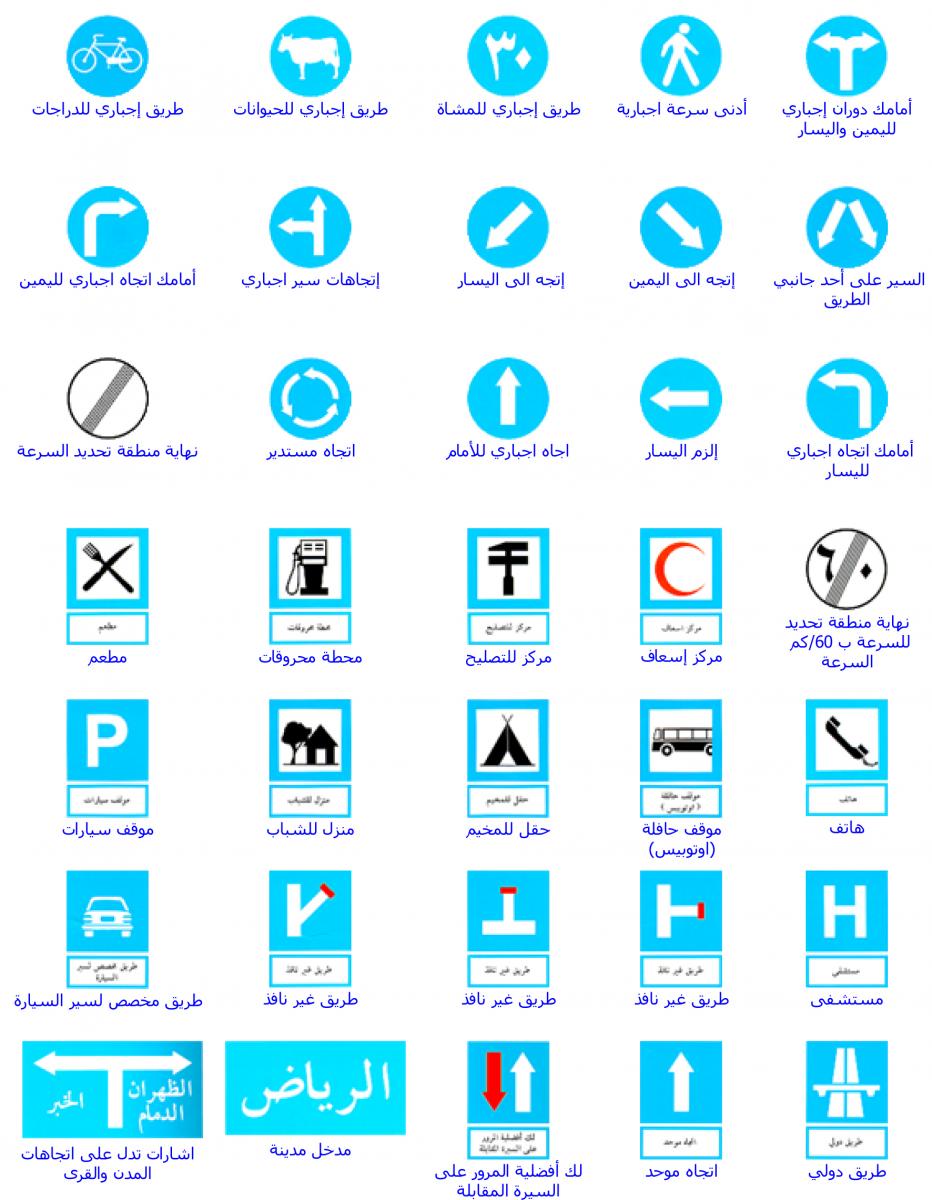 أمامك دوران إجباري
لليمين واليسار
أدنى سرعة اجبارية
٣٠
طريق إجباري للمشاة
طريق إجباري للحيوانات
طريق إجباري للدراجات
السير على أحد جانبي
الطريق
إتجه الى اليمين
إتجه الى اليسار
إتجاهات سير اجباري
أمامك اتجاه اجباري لليمين
أمامك اتجاه اجباري
لليسار
إلزم اليسار
اجاه اجباري للأمام
اتجاه مستدير
نهاية منطقة تحديد السرعة
٦٠
نهاية منطقة تحديد
للسرعة ب 60/كم
السرعة
مركز اسعاف
مركز إسعاف
مركز للتصليح
مركز للتصليح
محطة محروقات
محطة محروقات
مطعم
مطعم
هاتف
هاتف
موقف حافلة
(اوتوبيس)
موقف حافلة
(اوتوبيس)
حقل للمخيم
حقل للمخيم
منزل للشباب
منزل للشباب
P
موقف سيارات
موقف سيارات
H
مستشفى
مستشفى
طريق غير نافذ
طريق غير نافذ
طريق غير نافذ
طريق غير نافذ
طريق غير نافذ
طريق غير نافذ
طريق مخصص لسير
السيارة
طريق مخصص لسير السيارة
طريق دولي
طريق دولي
اتجاه موحد
اتجاه موحد
لك أفضلية المرور
على السيرة المقابلة
لك أفضلية المرور على
السيرة المقابلة
الرياض
مدخل مدينة
الظهران
الدمام
الخبر
اشارات تدل على اتجاهات
المدن والقرى